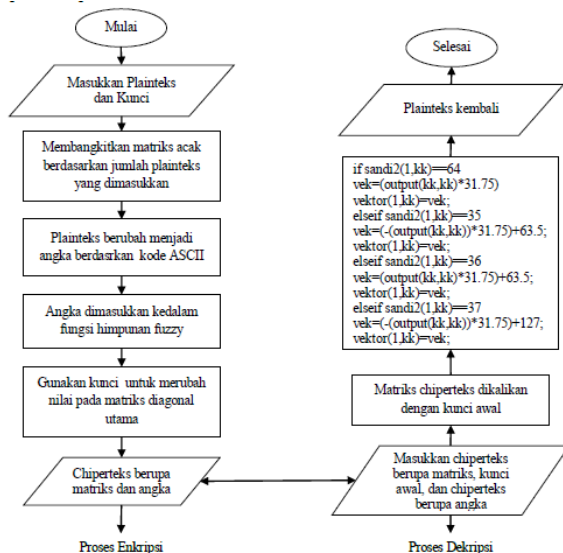 Mulai
Masukkan Plainteks
dan Kunci
Membangkitkan matriks acak
berdasarkan jumlah plainteks
yang dimasukkan
Plainteks berubah menjadi
angka berdasrkan kode ASCII
Angka dimasukkan kedalam
fungsi himpunan fuzzy
Gunakan kunci untuk merubah
nilai pada matriks diagonal
utama
Chiperteks berupa
matriks dan angka
Proses Enkripsi
Selesai
Plainteks kembali
if sandi2(1,kk)==64
vek=(output(kk,kk)*31.75)
vektor(1,kk)=vek;
elseif sandi2(1,kk)==35
vek=(-(output(kk,kk))*31.75)+63.5;
vektor(1,kk)=vek;
elseif sandi2(1,kk)==36
vek=(output(kk,kk)*31.75)+63.5;
vektor(1,kk)=vek;
elseif sandi2(1,kk)==37
vek=(-(output(kk,kk))*31.75)+127;
vektor(1,kk)=vek;
Matriks chiperteks dikalikan
dengan kunci awal
Masukkan chiperteks
berupa matriks, kunci
awal, dan chiperteks
berupa angka
Proses Dekripsi